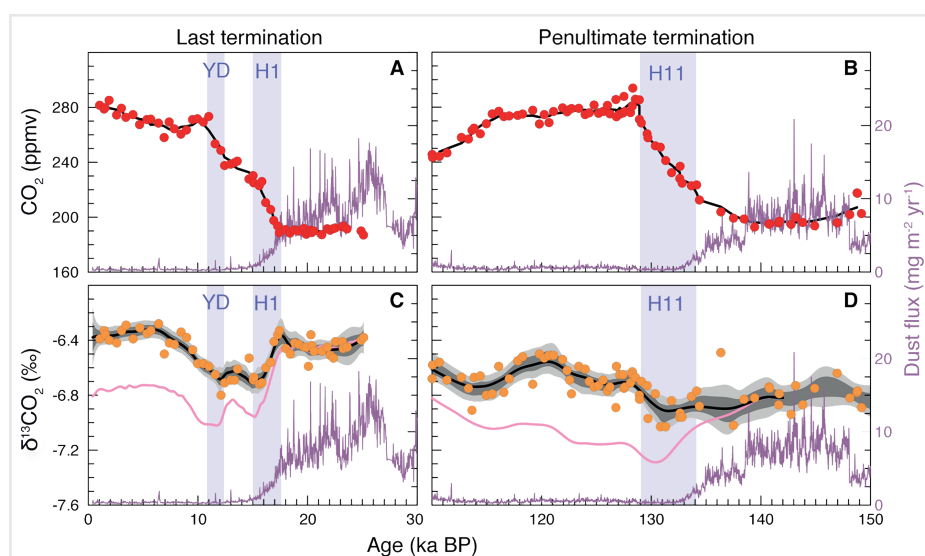 Last termination
Penultimate termination
YD H1 A
H11 B
280
240
200
160
CO₂ (ppmv)
20
10
0
Dust flux (mg m⁻² yr⁻¹)
YD H1 C
H11 D
-6.4
-6.8
-7.2
-7.6
δ¹³CO₂ (‰)
20
10
0
0 10 20 30
120 130 140 150
Age (ka BP)